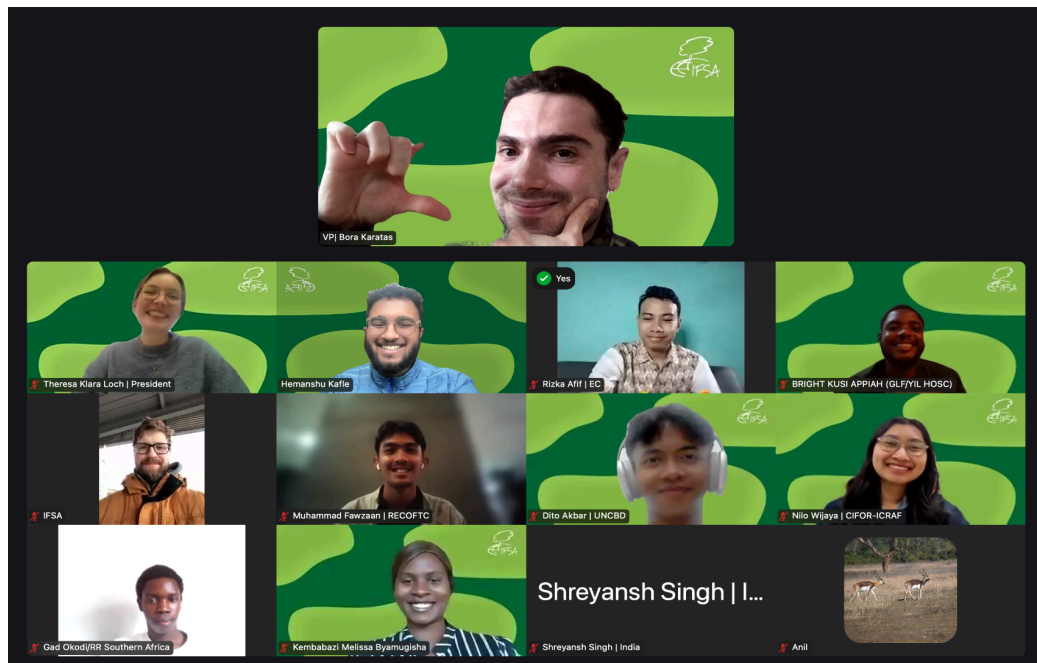 IFSA
VP| Bora Karatas
IFSA
IFSA
Yes
IFSA
Theresa Klara Loch | President
Hemanshu Kafle
Rizka Afif | EC
BRIGHT KUSI APPIAH (GLF/YIL HOSC)
IFSA
IFSA
IFSA
Muhammad Fawzaan | RECOFTC
Dito Akbar | UNCBD
Nilo Wijaya | CIFOR-ICRAF
IFSA
Shreyansh Singh | I...
Gad Okodi/RR Southern Africa
Kembabazi Melissa Byamugisha
Shreyansh Singh | India
Anil